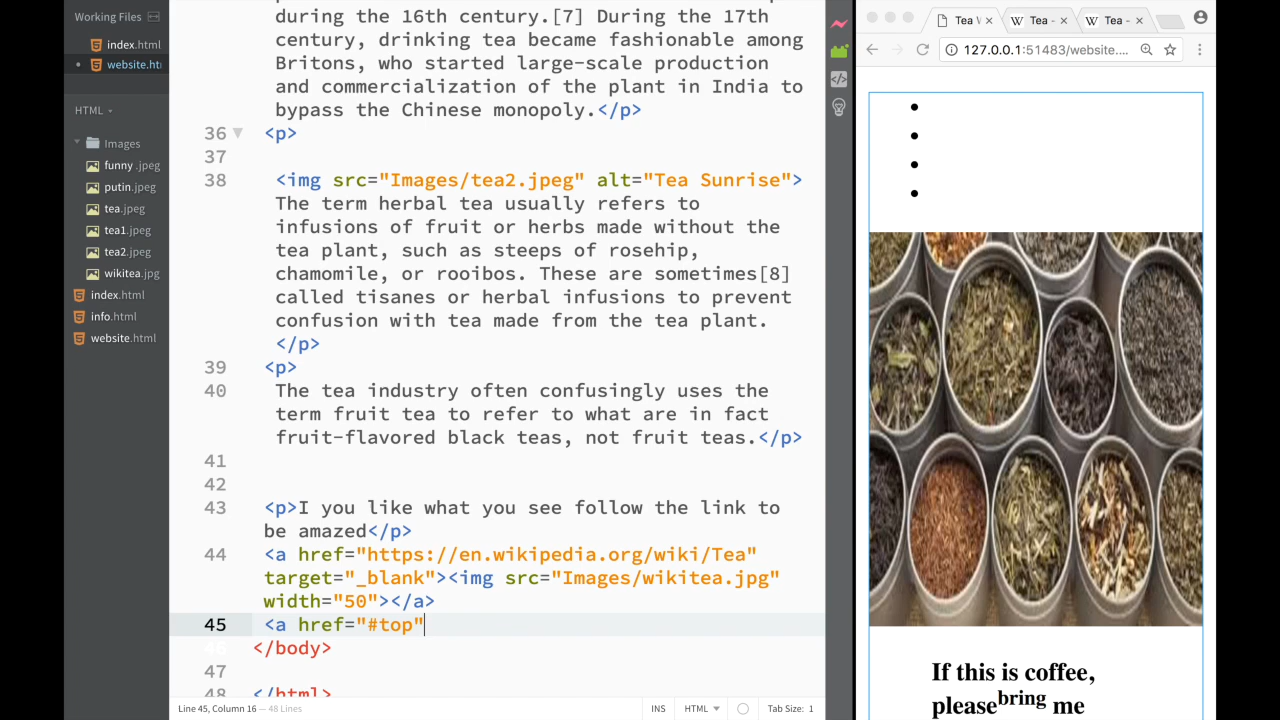 Working Files
index.html
• website.ht
HTML
Images
funny .jpeg
putin.jpeg
tea.jpeg
tea1.jpeg
tea2.jpeg
wikitea.jpg
index.html
info.html
website.html
during the 16th century.[7] During the 17th
century, drinking tea became fashionable among
Britons, who started large-scale production
and commercialization of the plant in India to
bypass the Chinese monopoly.</p>
36 <p>
37
38 <img src="Images/tea2.jpeg" alt="Tea Sunrise">
The term herbal tea usually refers to
infusions of fruit or herbs made without the
tea plant, such as steeps of rosehip,
chamomile, or rooibos. These are sometimes[8]
called tisanes or herbal infusions to prevent
confusion with tea made from the tea plant.
</p>
39 <p>
40 The tea industry often confusingly uses the
term fruit tea to refer to what are in fact
fruit-flavored black teas, not fruit teas.</p>
41
42
43 <p>I you like what you see follow the link to
be amazed</p>
44 <a href="https://en.wikipedia.org/wiki/Tea"
target="_blank"><img src="Images/wikitea.jpg"
width="50"></a>
45 <a href="#top"
46 </body>
47
48 </html>
Line 45, Column 16 — 48 Lines
INS HTML Tab Size: 1
Tea W Tea - W Tea -
127.0.0.1:51483/website....
If this is coffee,
please bring me